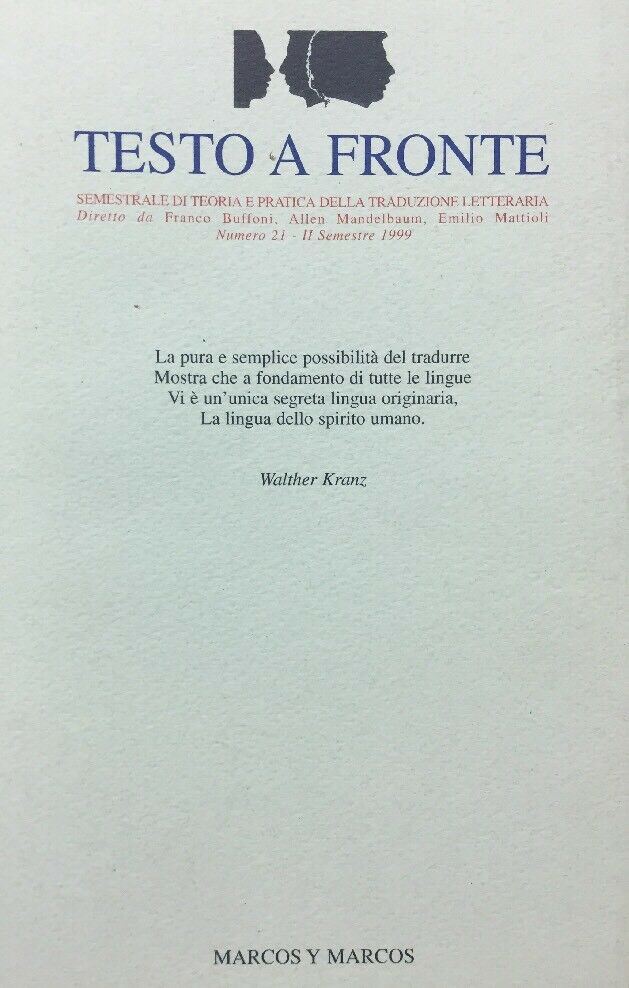 TESTO A FRONTE
SEMESTRALE DI TEORIA E PRATICA DELLA TRADUZIONE LETTERARIA
Diretto da Franco Buffoni, Allen Mandelbaum, Emilio Mattioli
Numero 21 - II Semestre 1999
La pura e semplice possibilità del tradurre
Mostra che a fondamento di tutte le lingue
Vi è un'unica segreta lingua originaria,
La lingua dello spirito umano.
Walther Kranz
MARCOS Y MARCOS